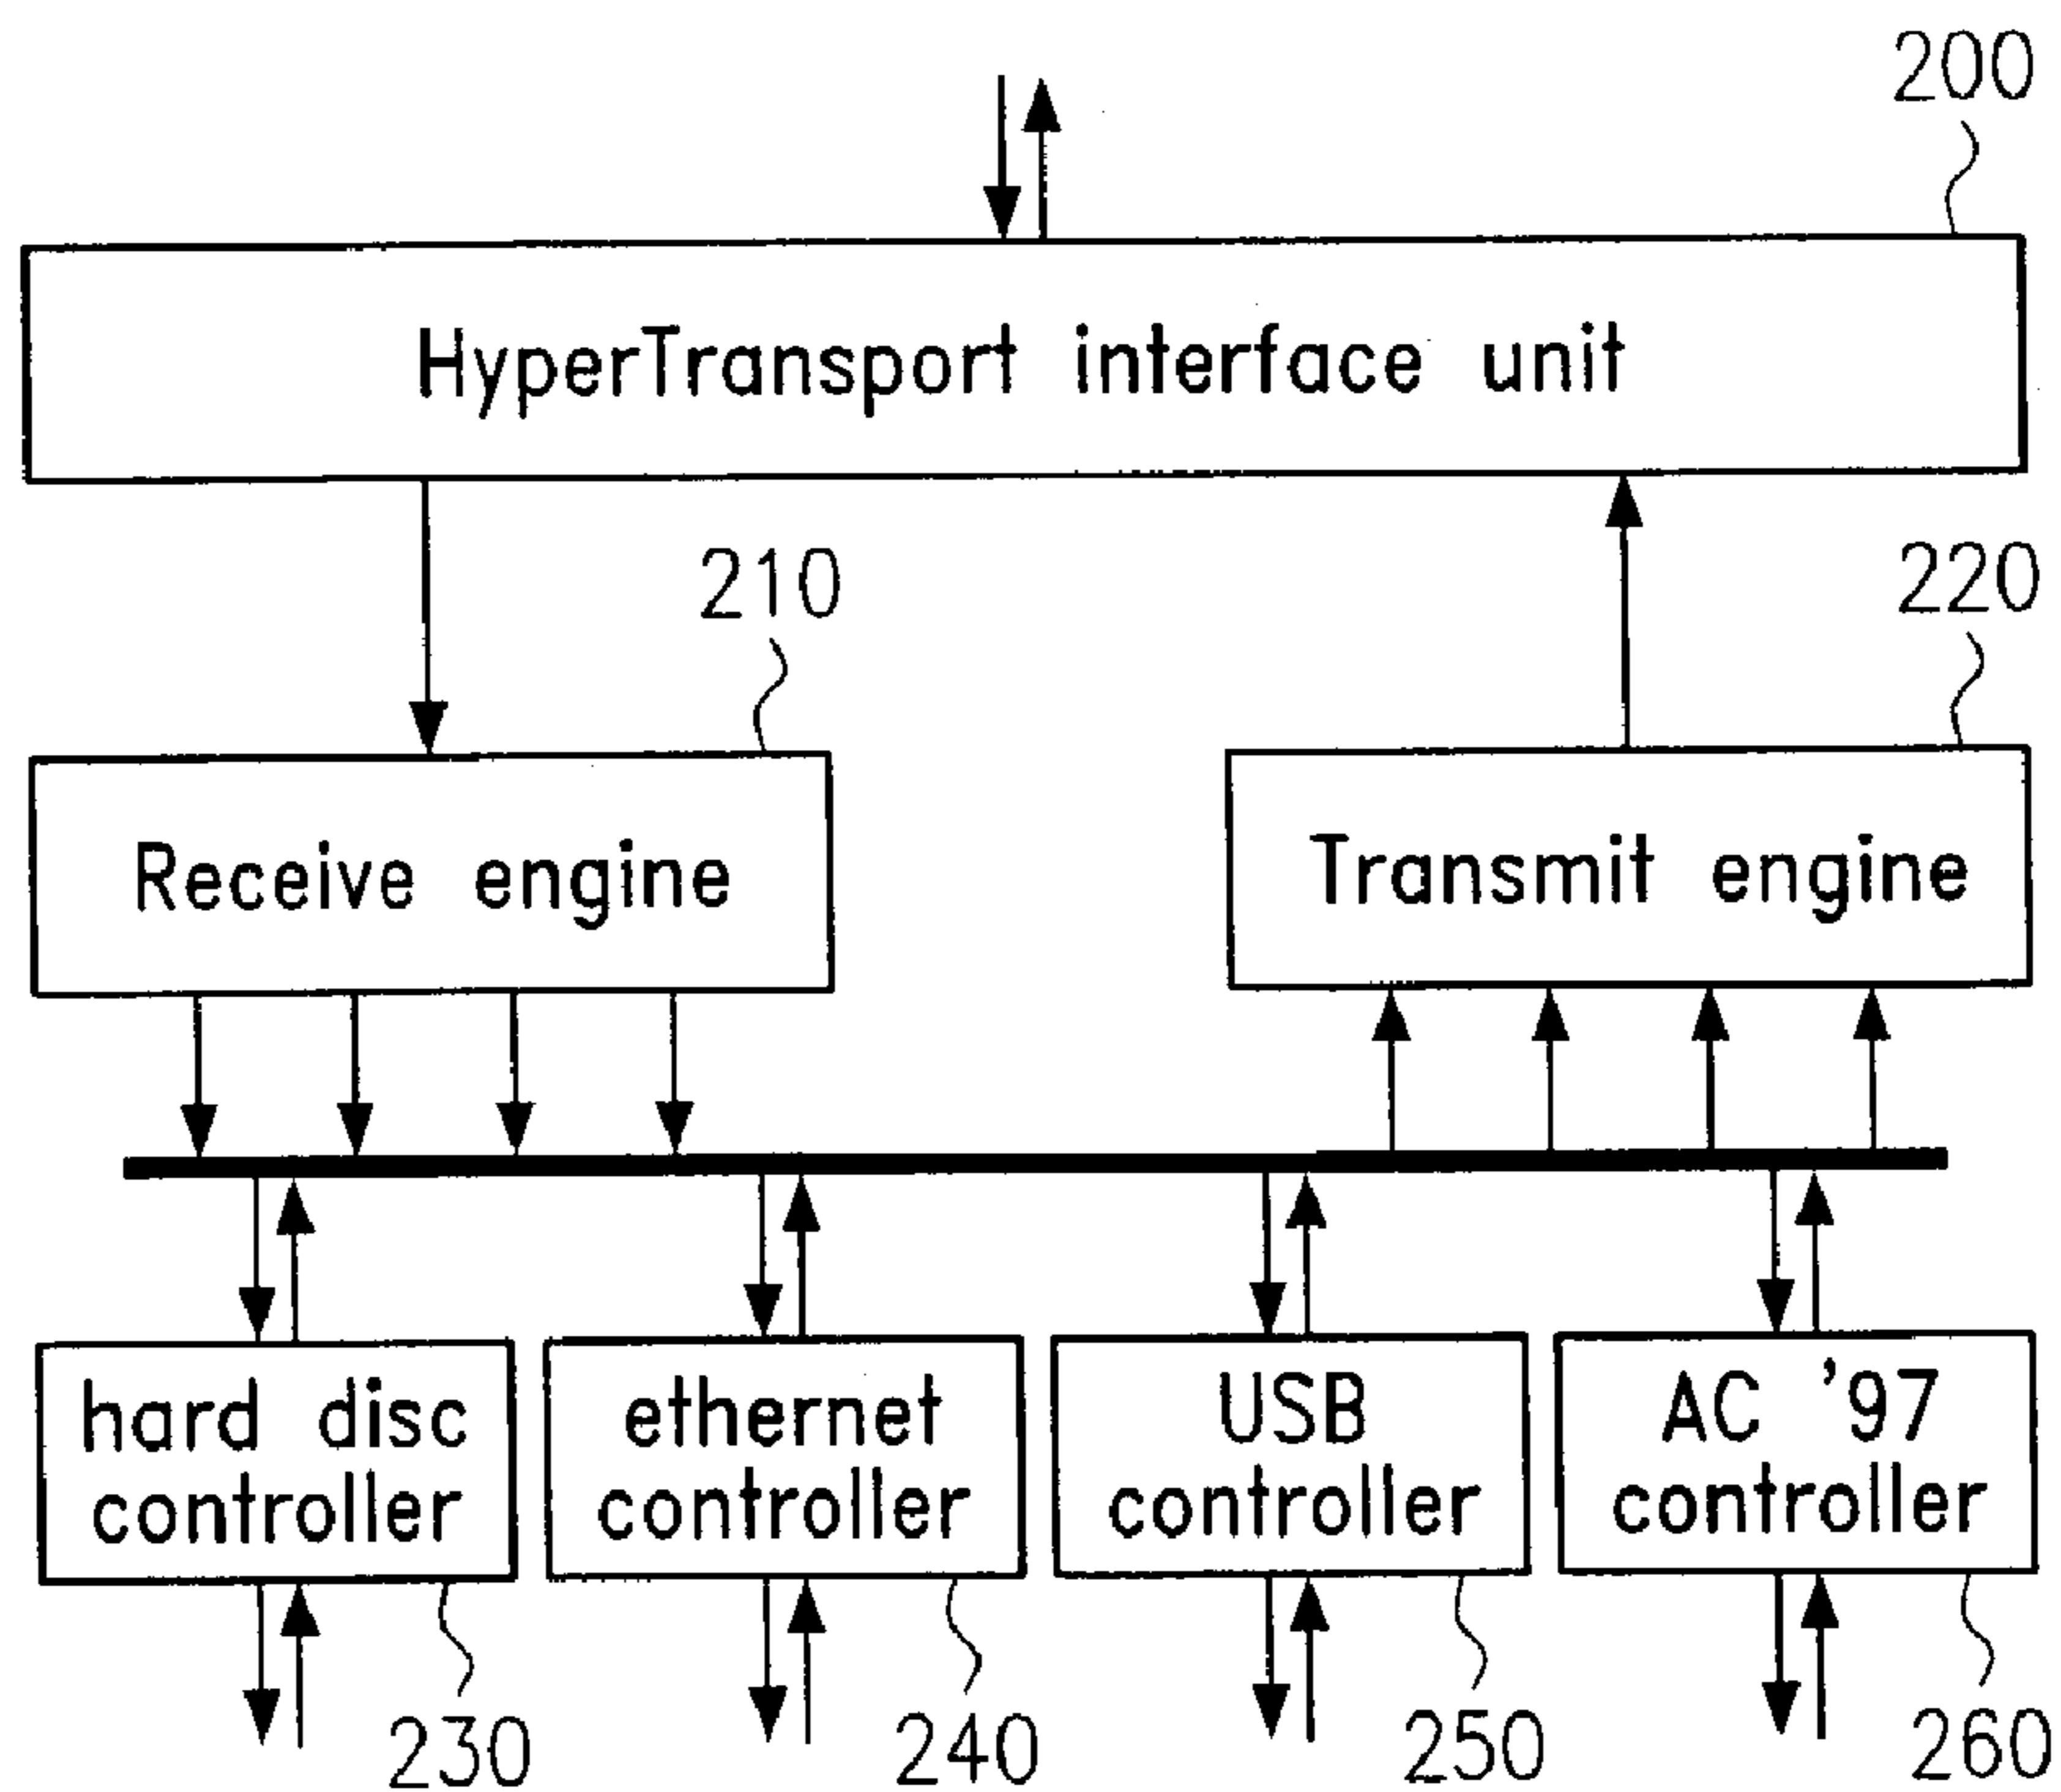 200
HyperTransport interface unit
210
220
Receive engine
Transmit engine
hard disc
controller
ethernet
controller
USB
controller
AC '97
controller
230
240
250
260